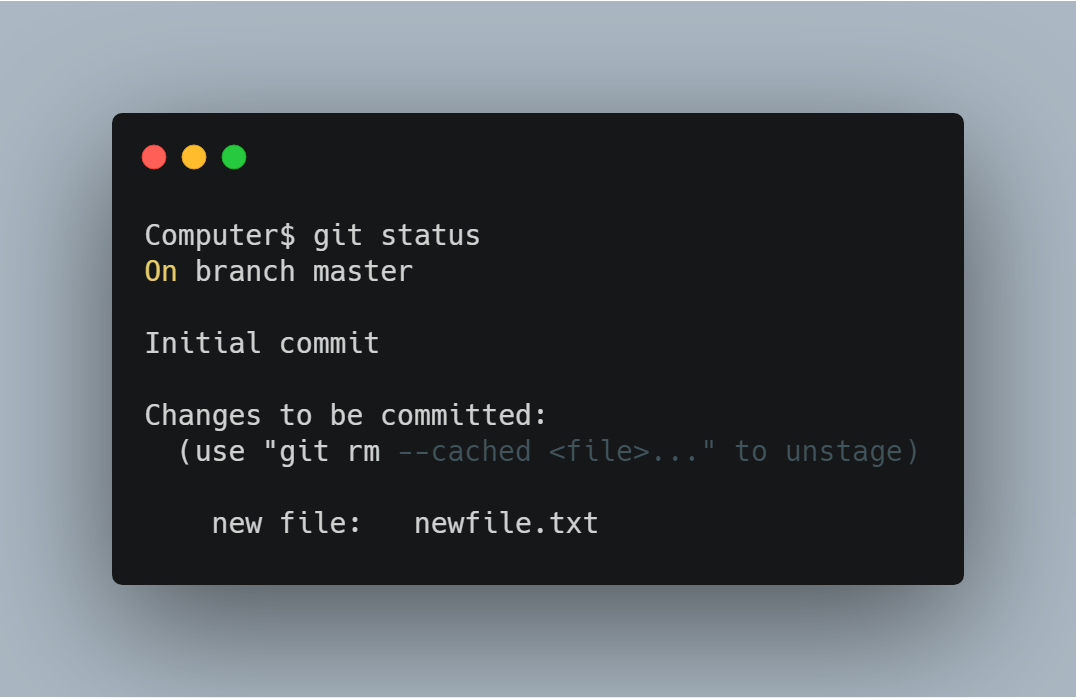 Computer$ git status
On branch master
Initial commit
Changes to be committed:
(use "git rm --cached <file>..." to unstage)
new file:   newfile.txt